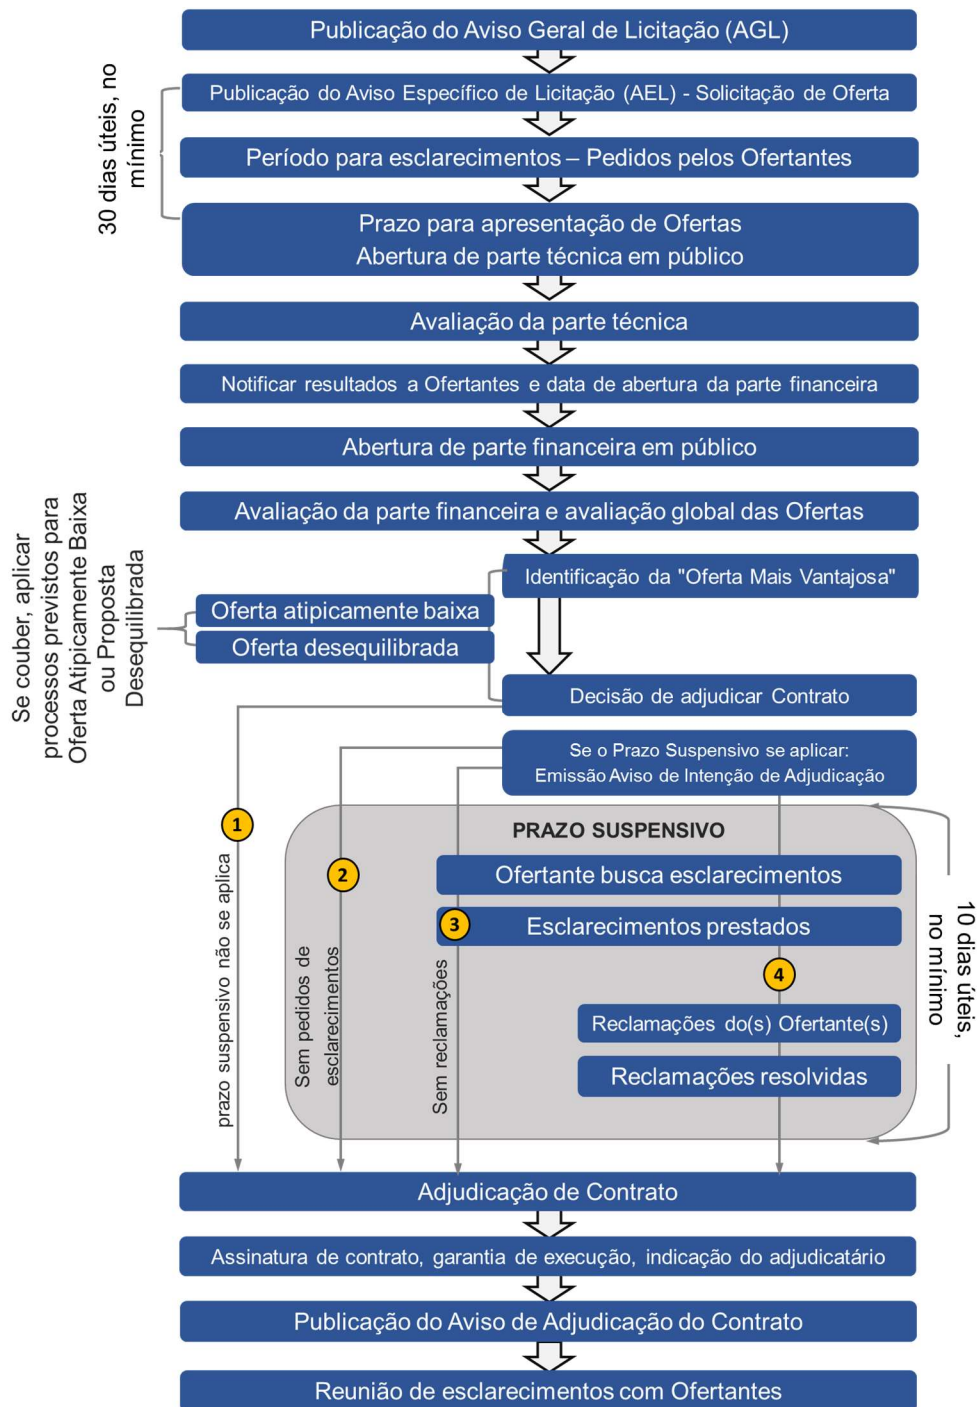 Publicação do Aviso Geral de Licitação (AGL)
30 dias úteis, no
mínimo
Publicação do Aviso Específico de Licitação (AEL) - Solicitação de Oferta
Período para esclarecimentos – Pedidos pelos Ofertantes
Prazo para apresentação de Ofertas
Abertura de parte técnica em público
Avaliação da parte técnica
Notificar resultados a Ofertantes e data de abertura da parte financeira
Abertura de parte financeira em público
Avaliação da parte financeira e avaliação global das Ofertas
Se couber, aplicar
processos previstos para
Oferta Atipicamente Baixa
ou Proposta
Desequilibrada
Identificação da "Oferta Mais Vantajosa"
Oferta atipicamente baixa
Oferta desequilibrada
Decisão de adjudicar Contrato
Se o Prazo Suspensivo se aplicar:
Emissão Aviso de Intenção de Adjudicação
1
prazo suspensivo não se aplica
PRAZO SUSPENSIVO
2
Sem pedidos de
esclarecimentos
Ofertante busca esclarecimentos
3
Esclarecimentos prestados
Sem reclamações
4
Reclamações do(s) Ofertante(s)
Reclamações resolvidas
10 dias úteis,
no mínimo
Adjudicação de Contrato
Assinatura de contrato, garantia de execução, indicação do adjudicatário
Publicação do Aviso de Adjudicação do Contrato
Reunião de esclarecimentos com Ofertantes